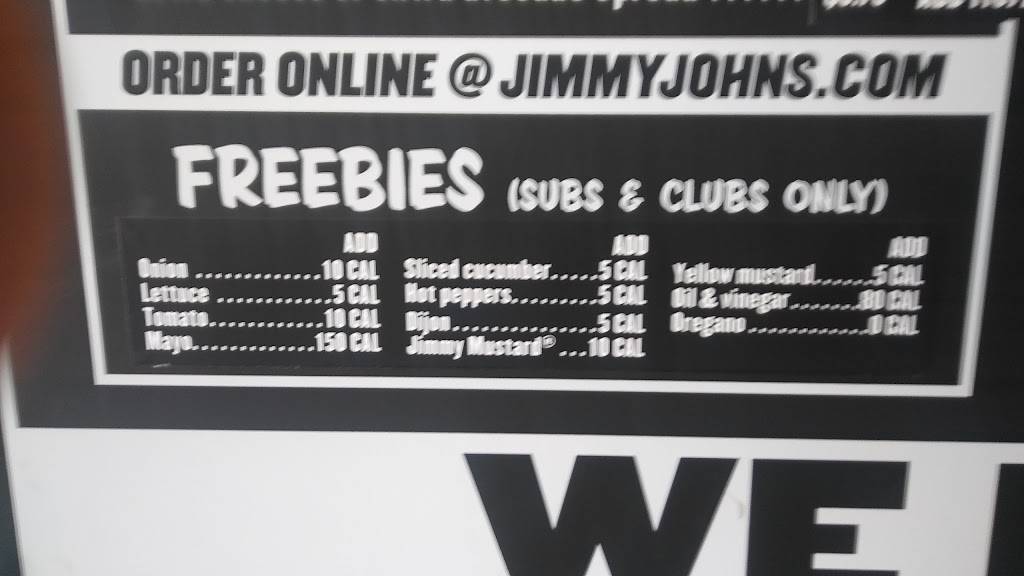 ORDER ONLINE @ JIMMYJOHNS.COM
FREEBIES (SUBS & CLUBS ONLY)
ADD
Onion .............10 CAL
Lettuce ............5 CAL
Tomato............10 CAL
Mayo.............150 CAL
ADD
Sliced cucumber.....5 CAL
Hot peppers.........5 CAL
Dijon...............5 CAL
Jimmy Mustard® ...10 CAL
ADD
Yellow mustard.......5 CAL
Oil & vinegar.......80 CAL
Oregano.............0 CAL
WE